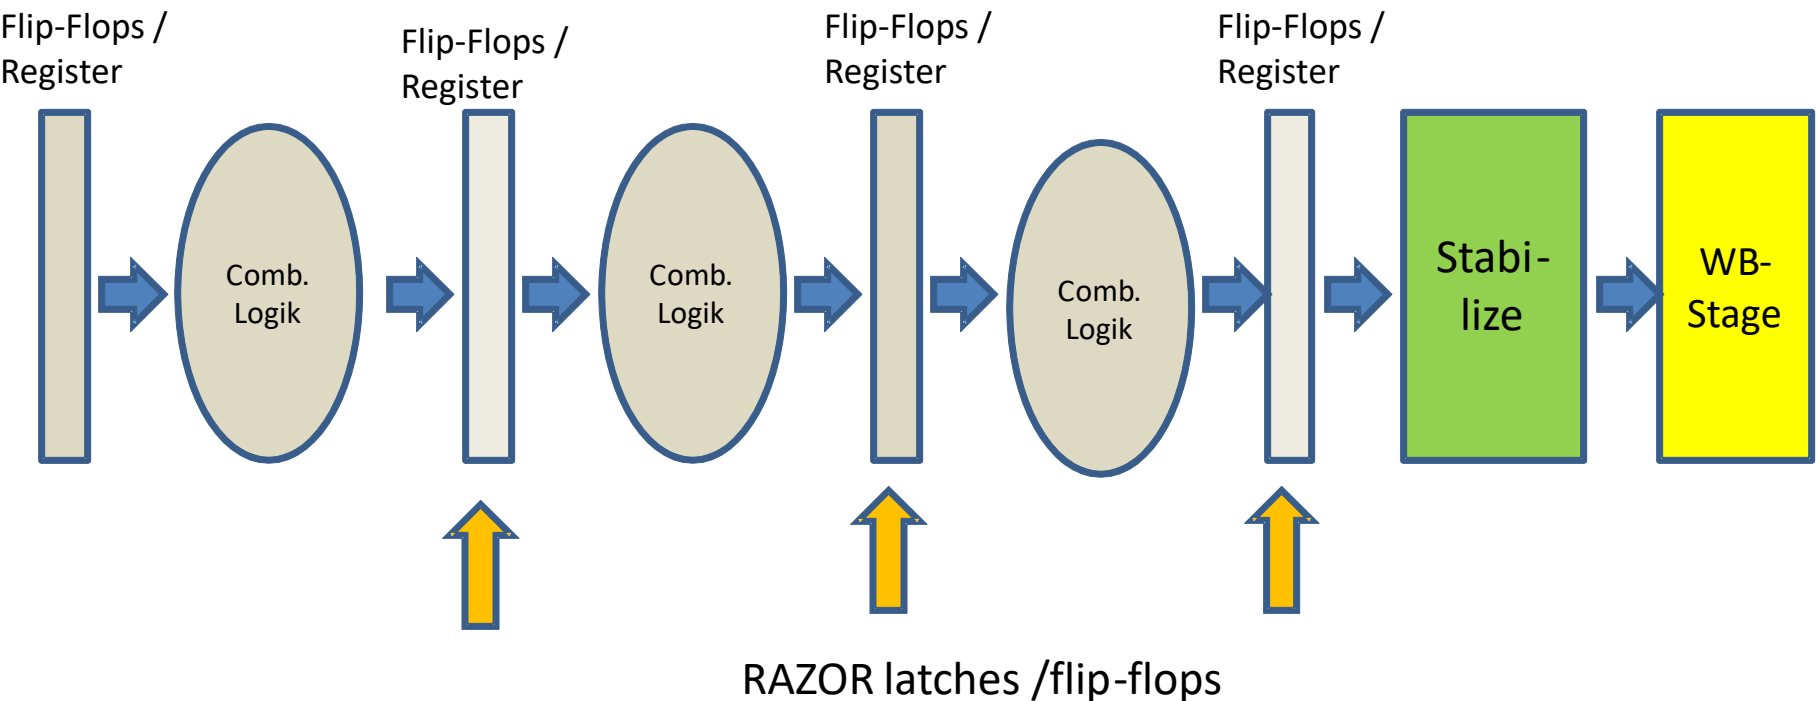 Flip-Flops /
Register
Flip-Flops /
Register
Flip-Flops /
Register
Flip-Flops /
Register
Comb.
Logik
Comb.
Logik
Comb.
Logik
Stabi-
lize
WB-
Stage
RAZOR latches /flip-flops